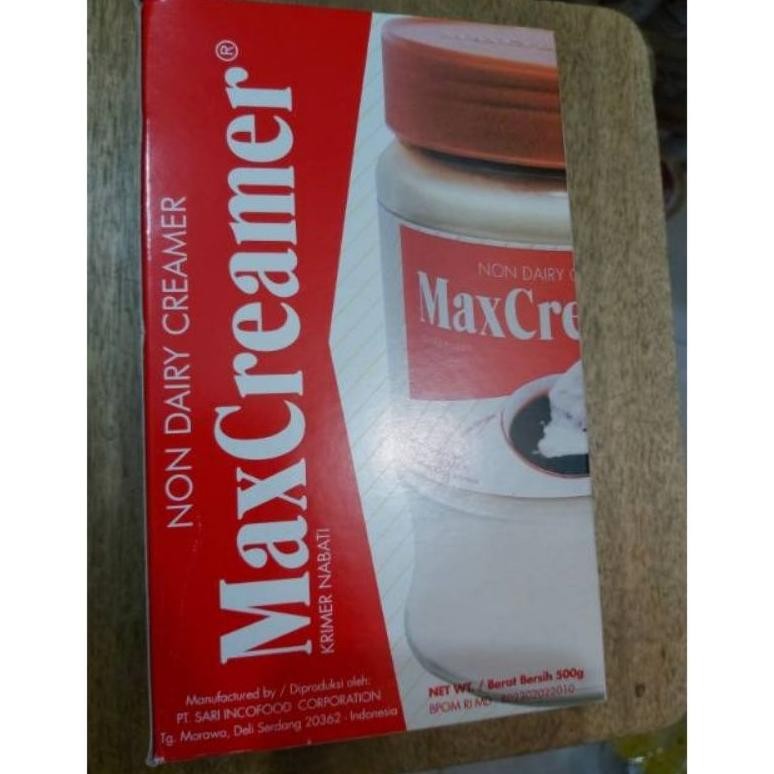 NON DAIRY CREAMER
MaxCreamer®
KRIMER NABATI
NON DAIRY C
MaxCre
Manufactured by / Diproduksi oleh:
PT. SARI INCOFOOD CORPORATION
Tg. Morawa, Deli Serdang 20362 - Indonesia
NET WT. / Berat Bersih 500g
BPOM RI MD